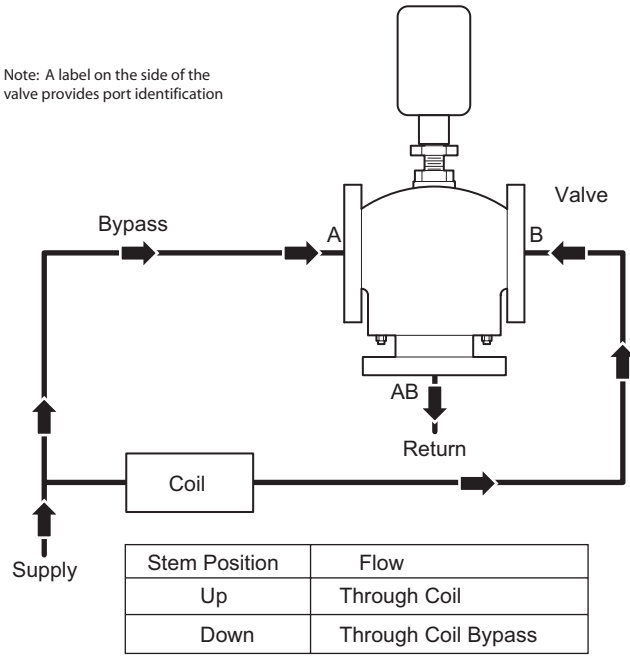 Note: A label on the side of the
valve provides port identification
Valve
Bypass
A
B
AB
Return
Coil
Supply
Stem Position Flow
Up Through Coil
Down Through Coil Bypass